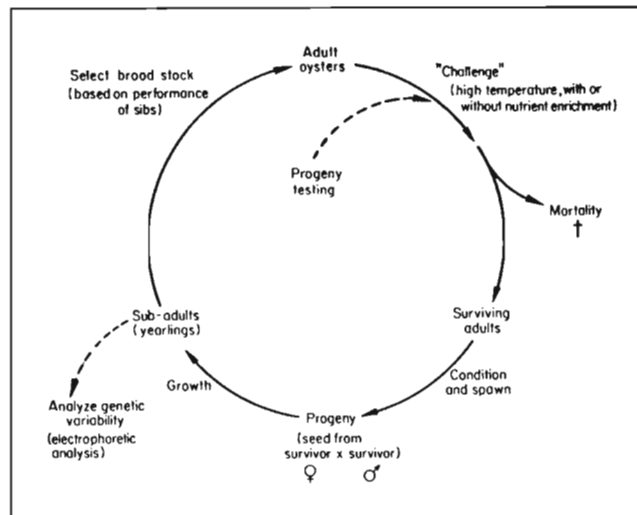 Adult
oysters
"Challenge"
(high temperature, with or
without nutrient enrichment)
Select brood stock
(based on performance
of sibs)
Progeny
testing
Mortality
†
Surviving
adults
Condition
and spawn
Progeny
(seed from
survivor x survivor)
♀ ♂
Growth
Sub-adults
(yearlings)
Analyze genetic
variability
(electrophoretic
analysis)